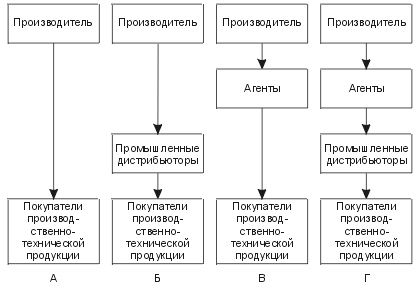 Производитель
Производитель
Производитель
Производитель
Агенты
Агенты
Промышленные
дистрибьюторы
Промышленные
дистрибьюторы
Покупатели
производ-
ственно-
технической
продукции
Покупатели
производ-
ственно-
технической
продукции
Покупатели
производ-
ственно-
технической
продукции
Покупатели
производ-
ственно-
технической
продукции
А
Б
В
Г